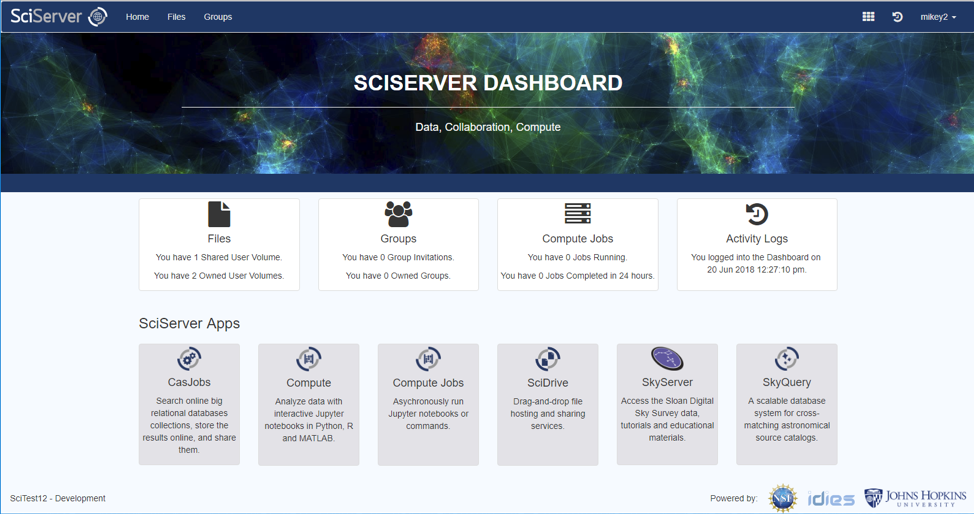 SciServer Home Files Groups mikey2
SCISERVER DASHBOARD
Data, Collaboration, Compute
Files
You have 1 Shared User Volume.
You have 2 Owned User Volumes.
Groups
You have 0 Group Invitations.
You have 0 Owned Groups.
Compute Jobs
You have 0 Jobs Running.
You have 0 Jobs Completed in 24 hours.
Activity Logs
You logged into the Dashboard on
20 Jun 2018 12:27:10 pm.
SciServer Apps
CasJobs
Search online big
relational databases
collections, store the
results online, and share
them.
Compute
Analyze data with
interactive Jupyter
notebooks in Python, R
and MATLAB.
Compute Jobs
Asychronously run
Jupyter notebooks or
commands.
SciDrive
Drag-and-drop file
hosting and sharing
services.
SkyServer
Access the Sloan Digital
Sky Survey data,
tutorials and educational
materials.
SkyQuery
A scalable database
system for cross-
matching astronomical
source catalogs.
SciTest12 - Development
Powered by:
NSF
idies
JOHNS HOPKINS
UNIVERSITY